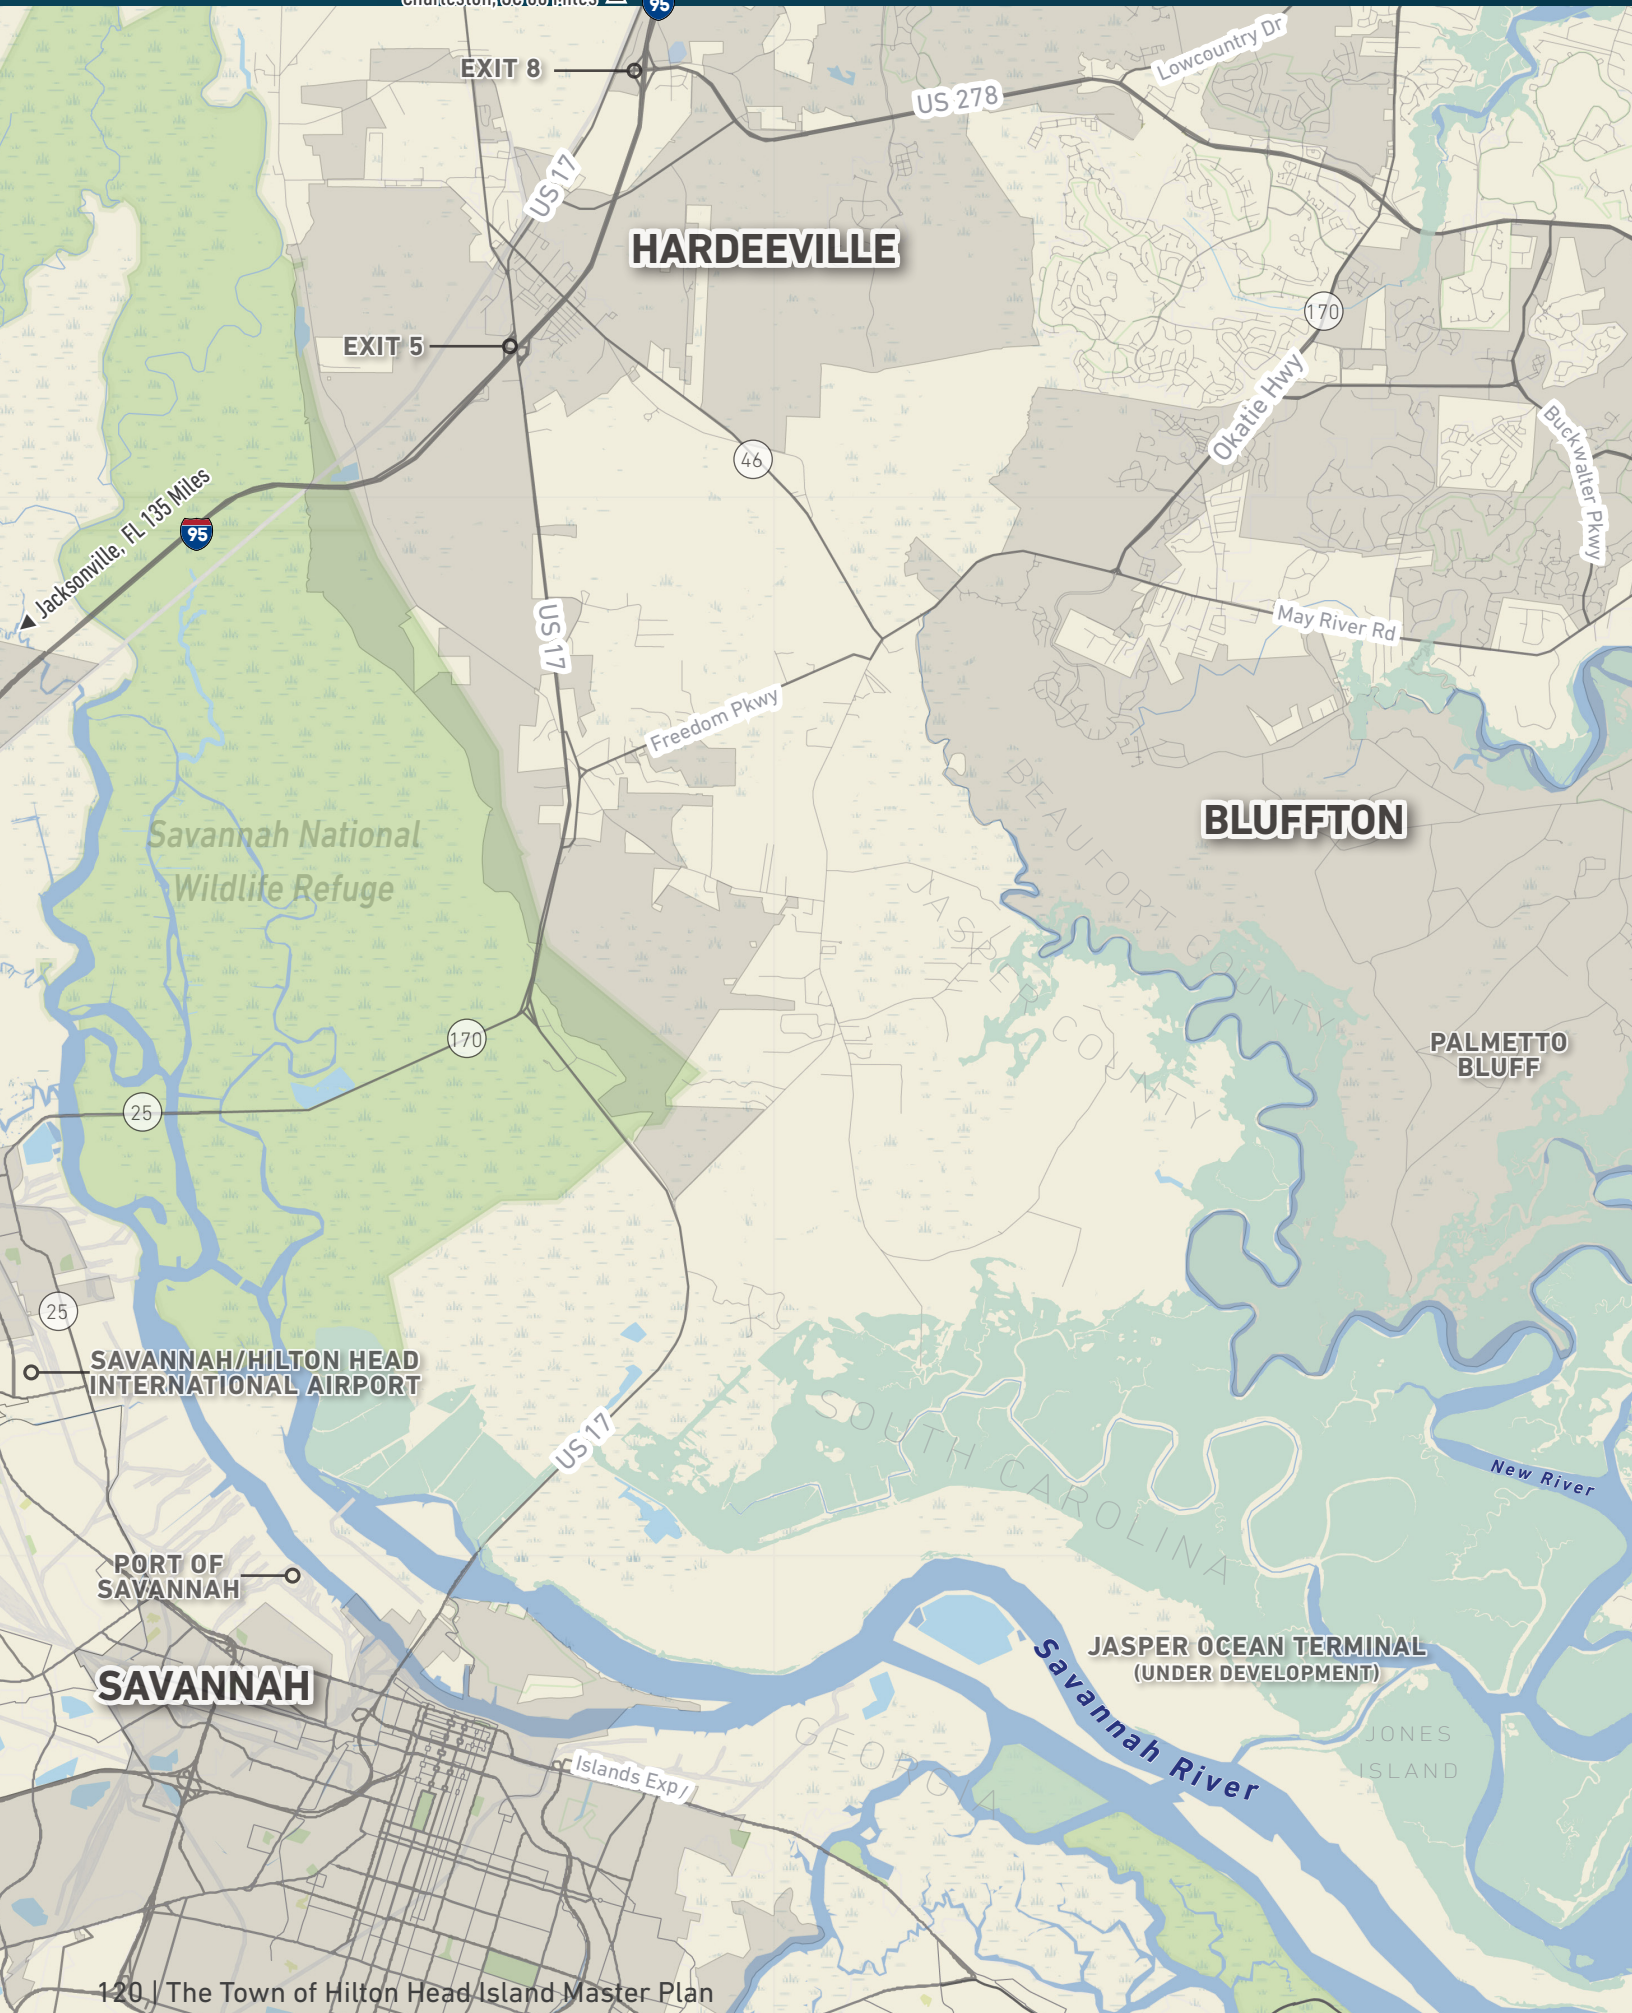 Charleston, SC 88 Miles
95
EXIT 8
Lowcountry Dr
US 278
US 17
HARDEEVILLE
170
EXIT 5
Okatie Hwy
Buckwalter Pkwy
46
Jacksonville, FL 135 Miles
95
US 17
May River Rd
Freedom Pkwy
BEAUFORT COUNTY
JASPER COUNTY
BLUFFTON
Savannah National
Wildlife Refuge
170
PALMETTO
BLUFF
25
25
SAVANNAH/HILTON HEAD
INTERNATIONAL AIRPORT
US 17
SOUTH CAROLINA
New River
PORT OF
SAVANNAH
JASPER OCEAN TERMINAL
(UNDER DEVELOPMENT)
SAVANNAH
Savannah River
GEORGIA
JONES
ISLAND
Islands Expy
120 | The Town of Hilton Head Island Master Plan